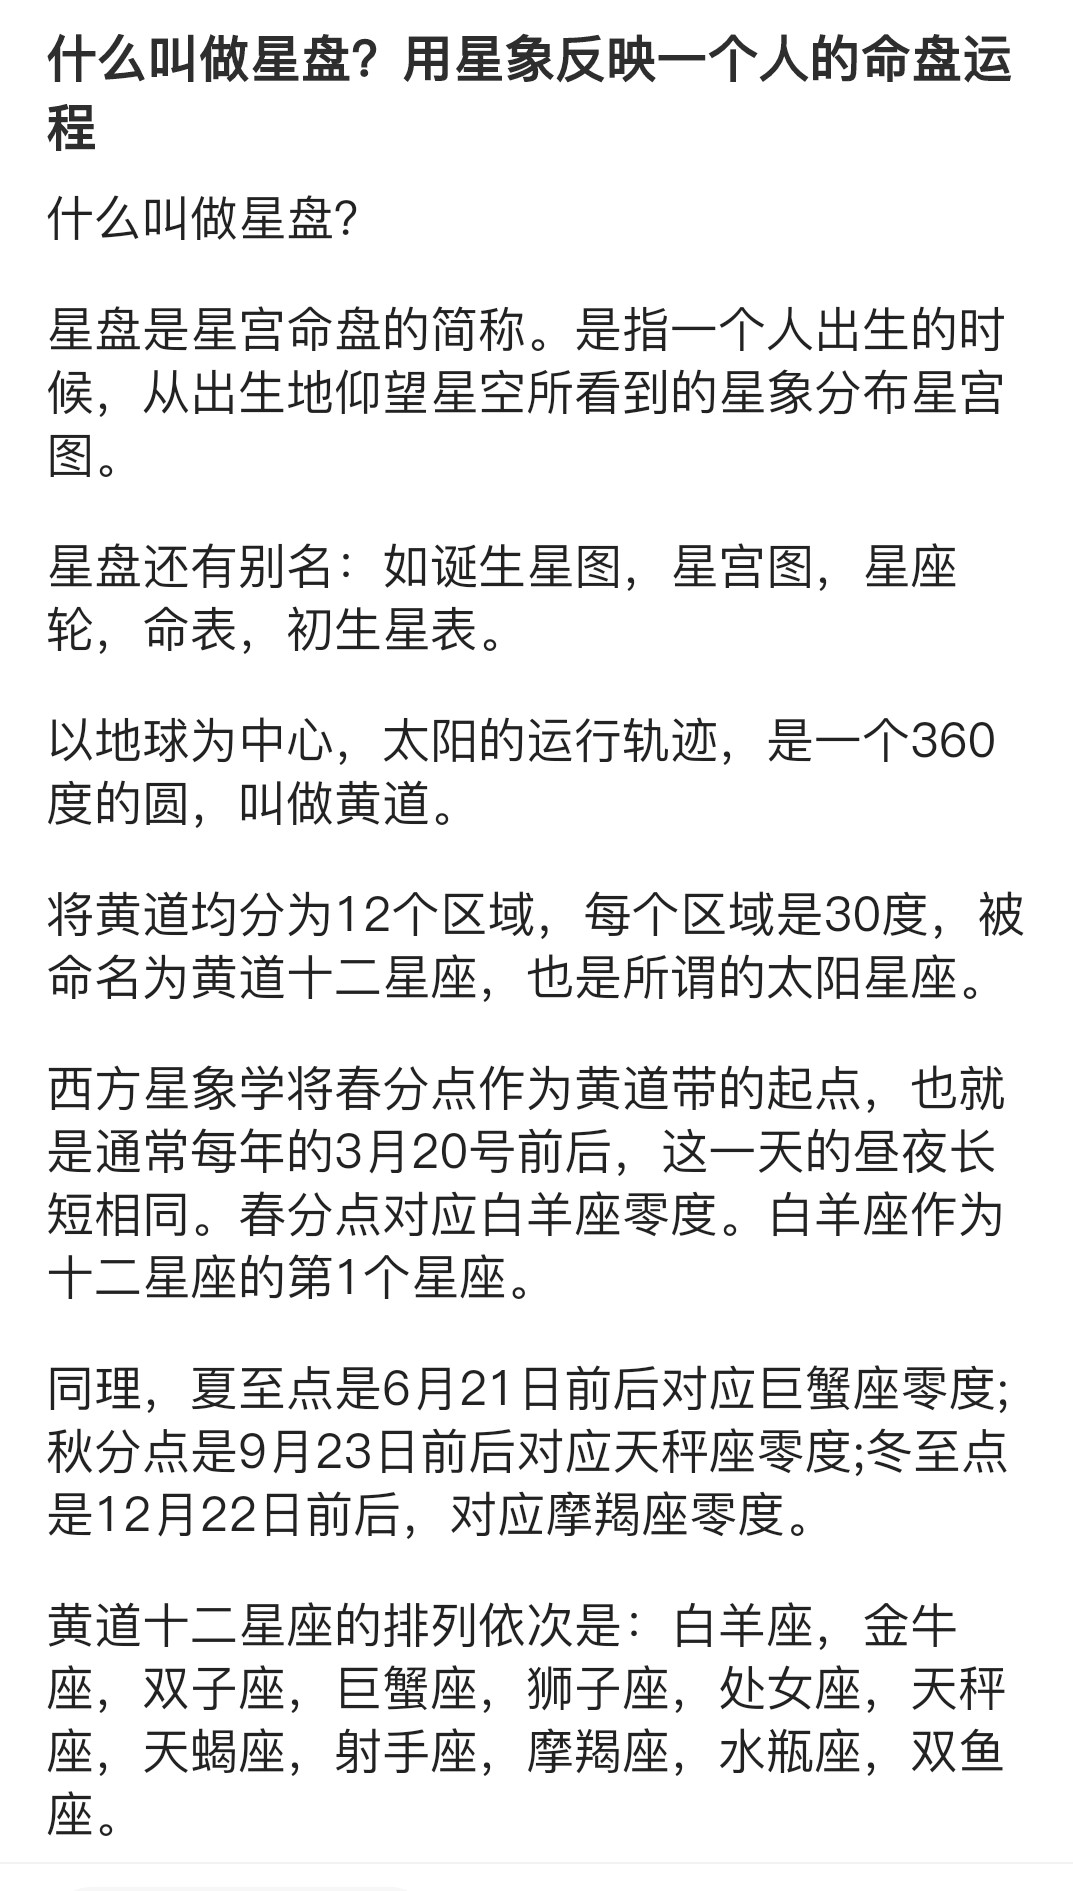 什么叫做星盘？用星象反映一个人的命盘运
程
什么叫做星盘？
星盘是星宫命盘的简称。是指一个人出生的时
候，从出生地仰望星空所看到的星象分布星宫
图。
星盘还有别名：如诞生星图，星宫图，星座
轮，命表，初生星表。
以地球为中心，太阳的运行轨迹，是一个360
度的圆，叫做黄道。
将黄道均分为12个区域，每个区域是30度，被
命名为黄道十二星座，也是所谓的太阳星座。
西方星象学将春分点作为黄道带的起点，也就
是通常每年的3月20号前后，这一天的昼夜长
短相同。春分点对应白羊座零度。白羊座作为
十二星座的第1个星座。
同理，夏至点是6月21日前后对应巨蟹座零度;
秋分点是9月23日前后对应天秤座零度;冬至点
是12月22日前后，对应摩羯座零度。
黄道十二星座的排列依次是：白羊座，金牛
座，双子座，巨蟹座，狮子座，处女座，天秤
座，天蝎座，射手座，摩羯座，水瓶座，双鱼
座。